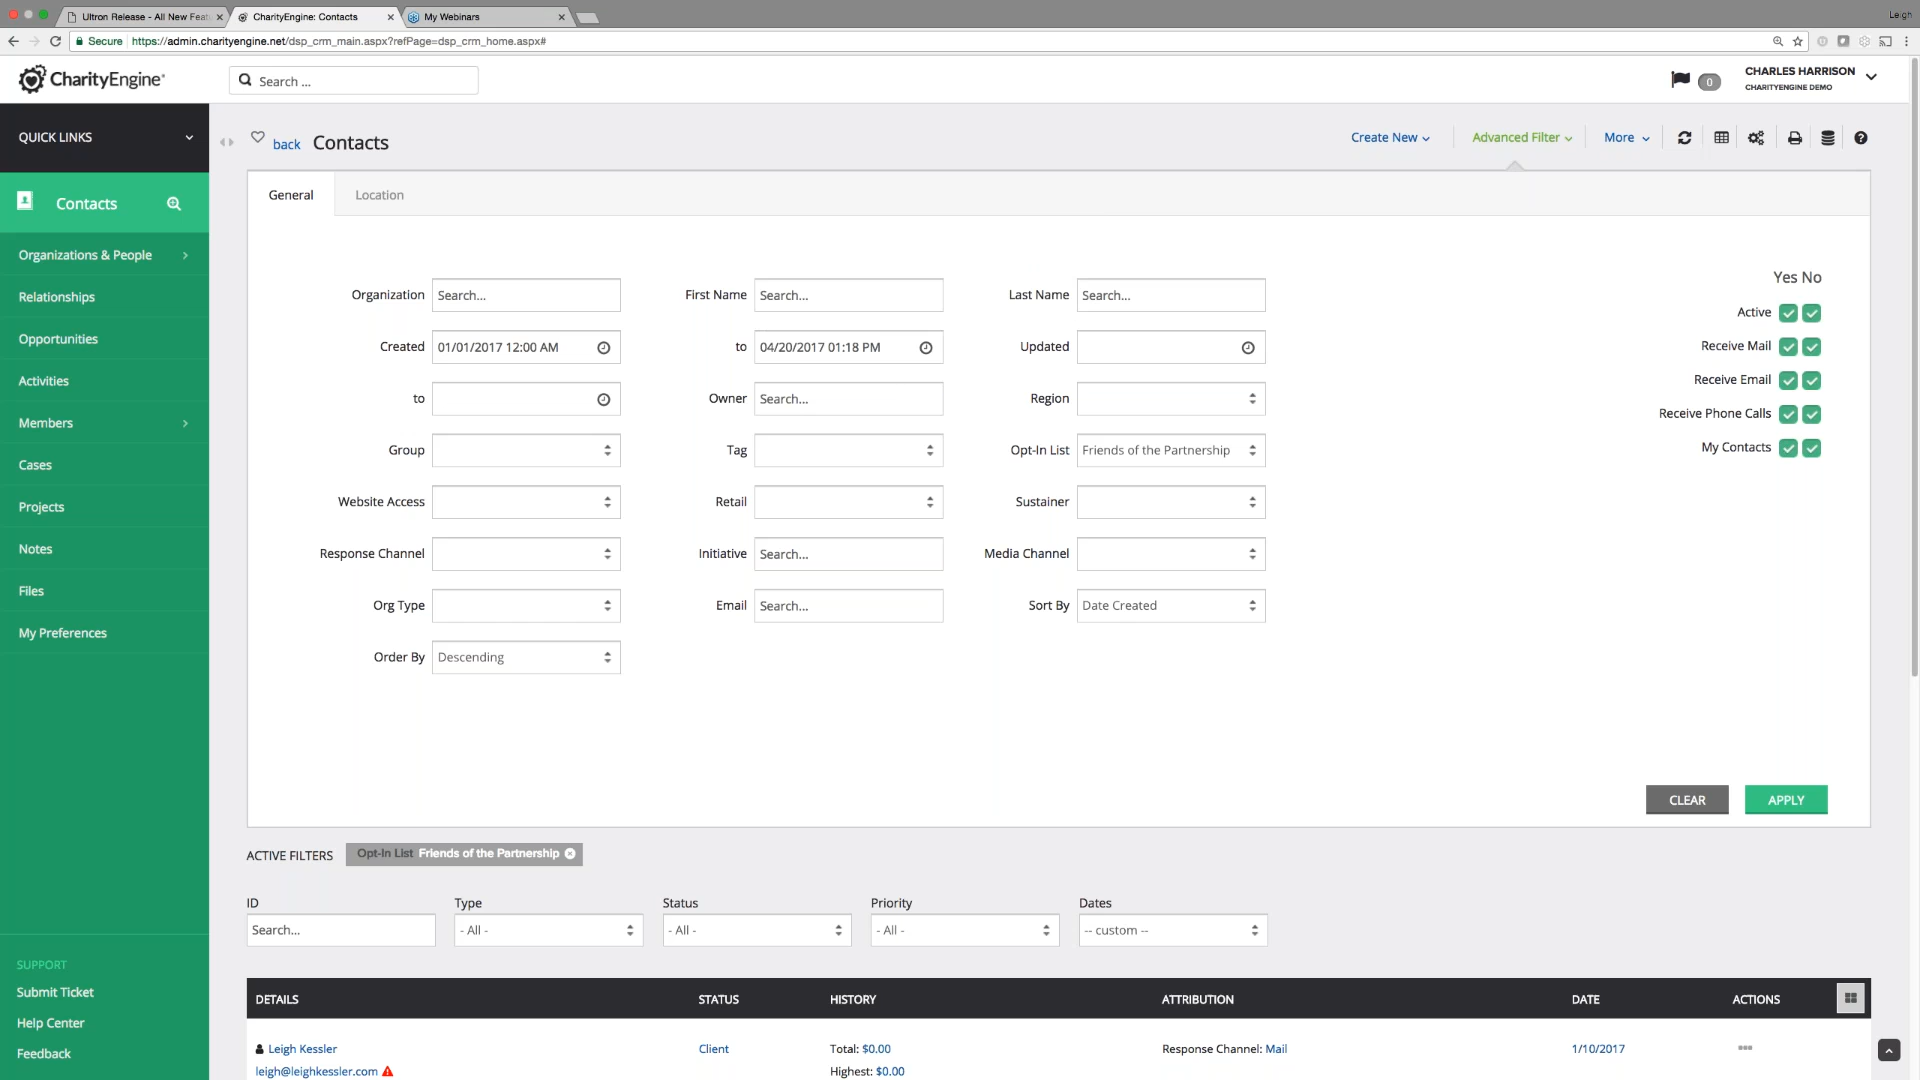 Ultron Release - All New Feat
CharityEngine: Contacts
My Webinars
Leigh
Secure
https://admin.charityengine.net/dsp_crm_main.aspx?refPage=dsp_crm_home.aspx#
CharityEngine
Search ...
0
CHARLES HARRISON
CHARITYENGINE DEMO
QUICK LINKS
back
Contacts
Create New
Advanced Filter
More
Contacts
Organizations & People
Relationships
Opportunities
Activities
Members
Cases
Projects
Notes
Files
My Preferences
SUPPORT
Submit Ticket
Help Center
Feedback
General
Location
Organization Search...
First Name Search...
Last Name Search...
Created 01/01/2017 12:00 AM
to 04/20/2017 01:18 PM
Updated
to
Owner Search...
Region
Group
Tag
Opt-In List Friends of the Partnership
Website Access
Retail
Sustainer
Response Channel
Initiative Search...
Media Channel
Org Type
Email Search...
Sort By Date Created
Order By Descending
Yes No
Active
Receive Mail
Receive Email
Receive Phone Calls
My Contacts
CLEAR
APPLY
ACTIVE FILTERS
Opt-In List Friends of the Partnership
ID
Type
Status
Priority
Dates
Search...
- All -
- All -
- All -
-- custom --
DETAILS
STATUS
HISTORY
ATTRIBUTION
DATE
ACTIONS
Leigh Kessler
Client
Total: $0.00
Response Channel: Mail
1/10/2017
leigh@leighkessler.com
Highest: $0.00